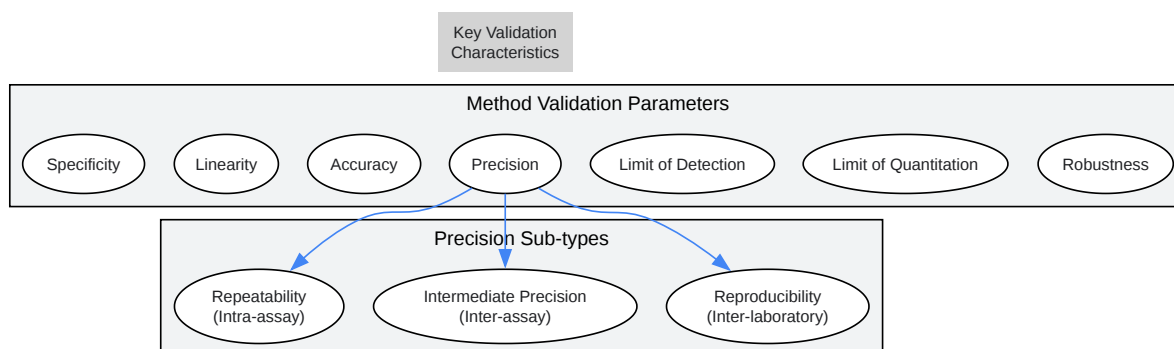 Key Validation
Characteristics
Method Validation Parameters
Specificity
Linearity
Accuracy
Precision
Limit of Detection
Limit of Quantitation
Robustness
Precision Sub-types
Repeatability
(Intra-assay)
Intermediate Precision
(Inter-assay)
Reproducibility
(Inter-laboratory)